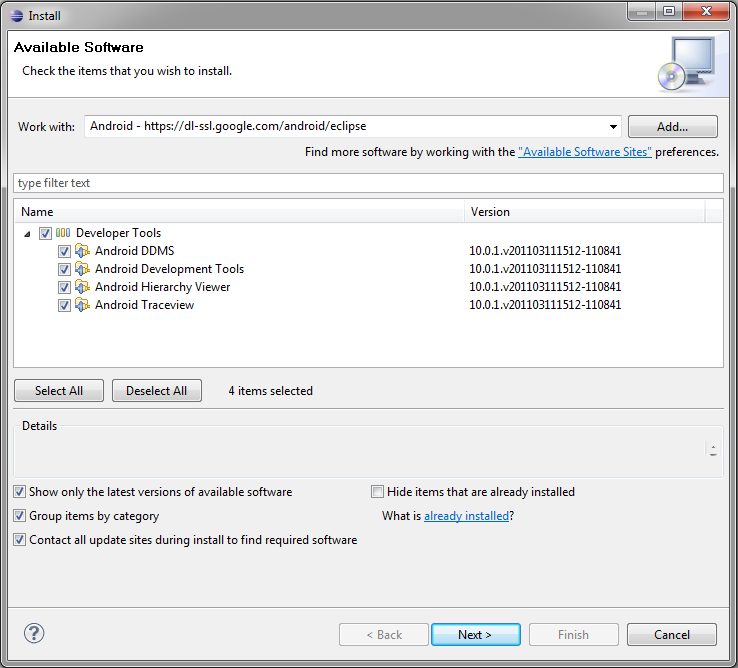 Install
Available Software
Check the items that you wish to install.
Work with: Android - https://dl-ssl.google.com/android/eclipse Add...
Find more software by working with the "Available Software Sites" preferences.
type filter text
Name Version
Developer Tools
Android DDMS 10.0.1.v201103111512-110841
Android Development Tools 10.0.1.v201103111512-110841
Android Hierarchy Viewer 10.0.1.v201103111512-110841
Android Traceview 10.0.1.v201103111512-110841
Select All Deselect All 4 items selected
Details
Show only the latest versions of available software Hide items that are already installed
Group items by category What is already installed?
Contact all update sites during install to find required software
? < Back Next > Finish Cancel